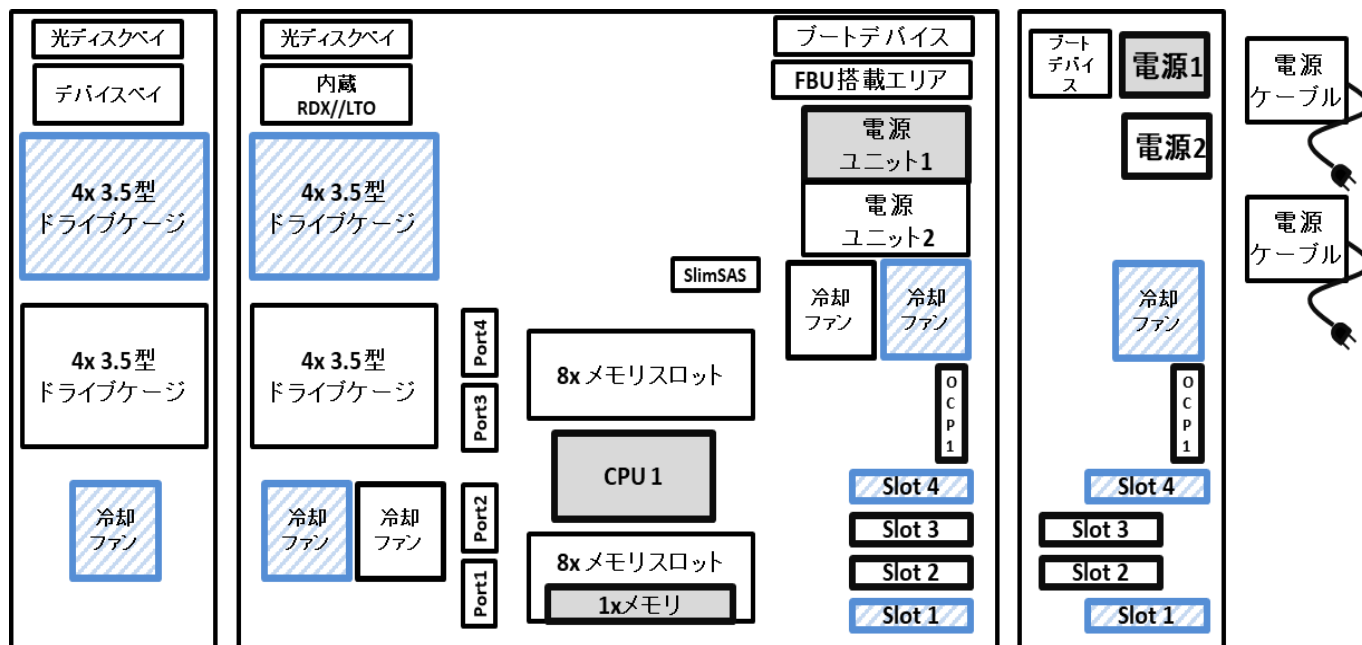 光ディスクベイ
デバイスベイ
4x 3.5型
ドライブケージ
4x 3.5型
ドライブケージ
冷却
ファン
光ディスクベイ
内蔵
RDX//LTO
4x 3.5型
ドライブケージ
4x 3.5型
ドライブケージ
冷却
ファン
冷却
ファン
Port4
Port3
Port2
Port1
SlimSAS
8xメモリスロット
CPU 1
8xメモリスロット
1xメモリ
ブートデバイス
FBU搭載エリア
電源
ユニット1
電源
ユニット2
冷却
ファン
冷却
ファン
O
C
P
1
Slot 4
Slot 3
Slot 2
Slot 1
ブート
デバイ
ス
電源1
電源2
冷却
ファン
O
C
P
1
Slot 4
Slot 3
Slot 2
Slot 1
電源
ケーブル
電源
ケーブル